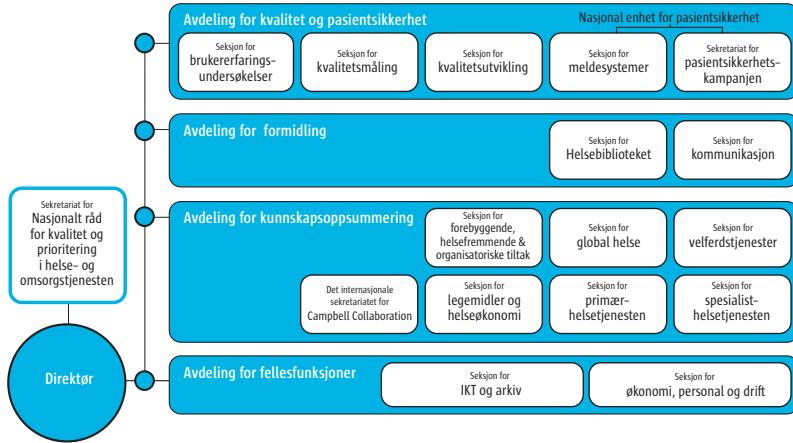 Avdeling for kvalitet og pasientsikkerhet
Nasjonal enhet for pasientsikkerhet
Seksjon for
brukererfarings-
undersøkelser
Seksjon for
kvalitetsmåling
Seksjon for
kvalitetsutvikling
Seksjon for
meldesystemer
Sekretariat for
pasientsikkerhets-
kampanjen
Avdeling for formidling
Seksjon for
Helsebiblioteket
Seksjon for
kommunikasjon
Sekretariat for
Nasjonalt råd
for kvalitet og
prioritering
i helse- og
omsorgstjenesten
Avdeling for kunnskapsoppsummering
Seksjon for
forebyggende,
helsefremmende &
organisatoriske tiltak
Seksjon for
global helse
Seksjon for
velferdstjenester
Det internasjonale
sekretariatet for
Campbell Collaboration
Seksjon for
legemidler og
helseøkonomi
Seksjon for
primær-
helsetjenesten
Seksjon for
spesialist-
helsetjenesten
Direktør
Avdeling for fellesfunksjoner
Seksjon for
IKT og arkiv
Seksjon for
økonomi, personal og drift